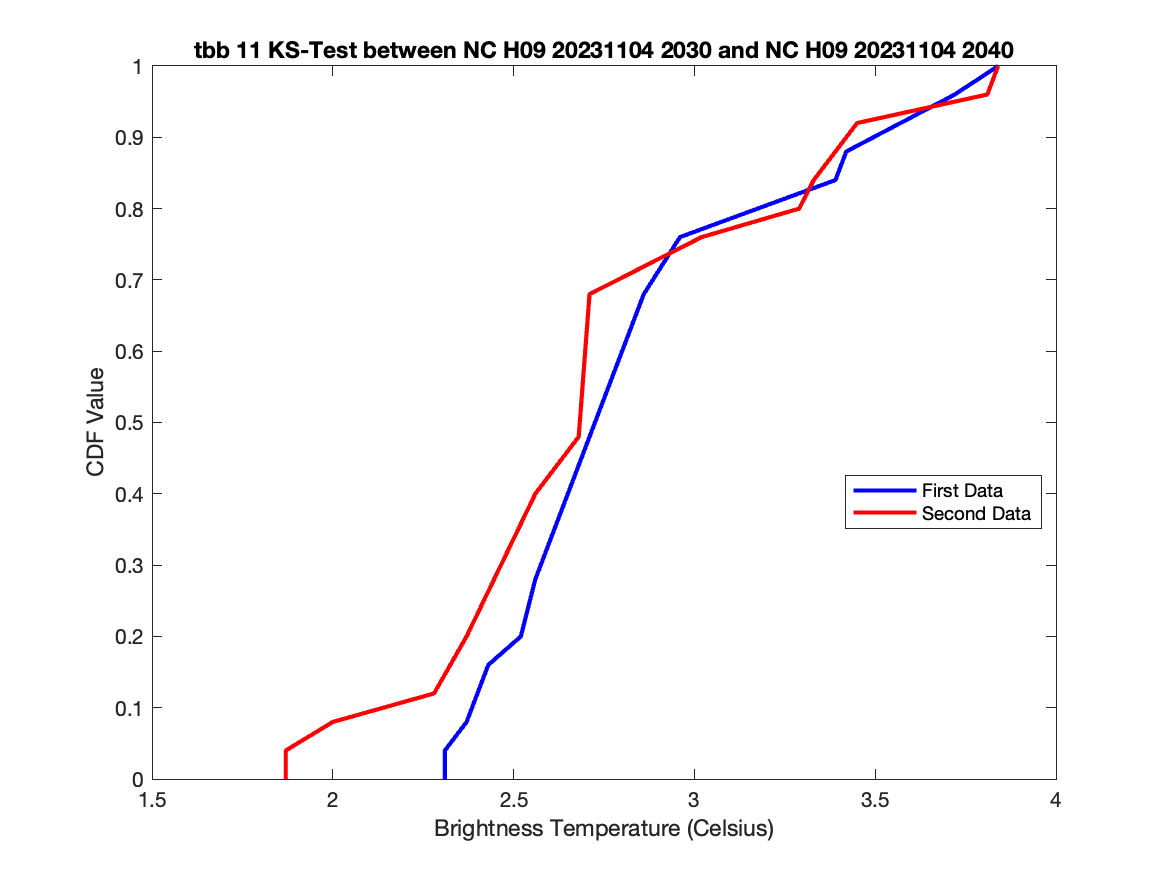 tbb 11 KS-Test between NC H09 20231104 2030 and NC H09 20231104 2040
1
0.9
0.8
0.7
0.6
0.5
0.4
0.3
0.2
0.1
0
CDF Value
First Data
Second Data
1.5 2 2.5 3 3.5 4
Brightness Temperature (Celsius)